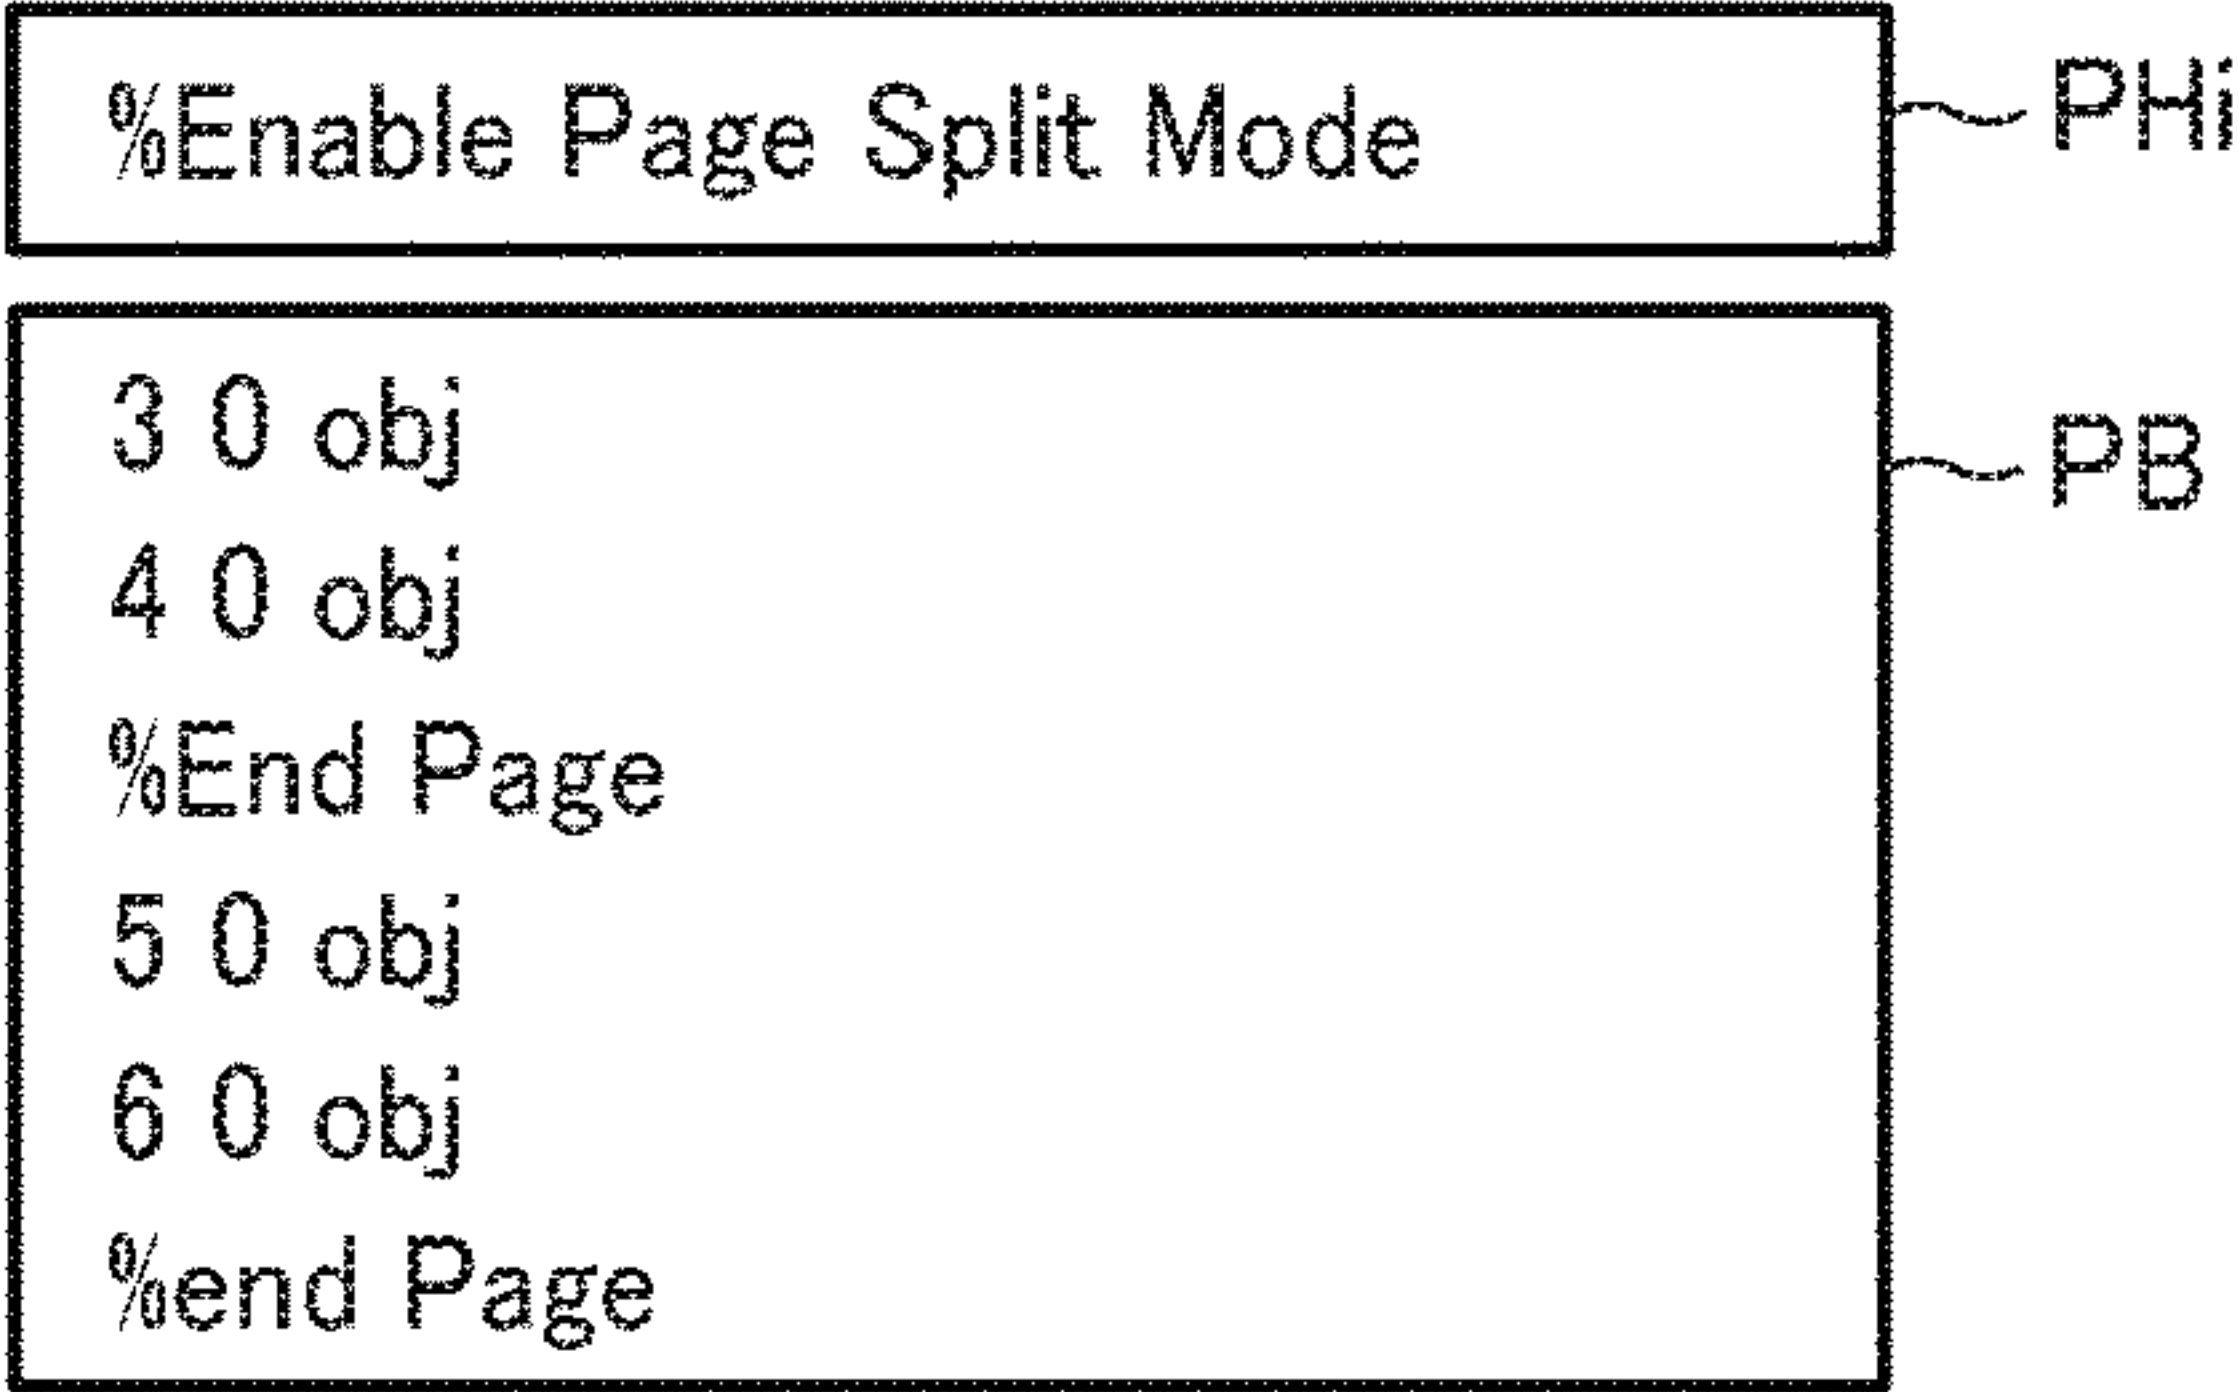 %Enable Page Split Mode
PHi
3 0 obj
PB
4 0 obj
%End Page
5 0 obj
6 0 obj
%end Page